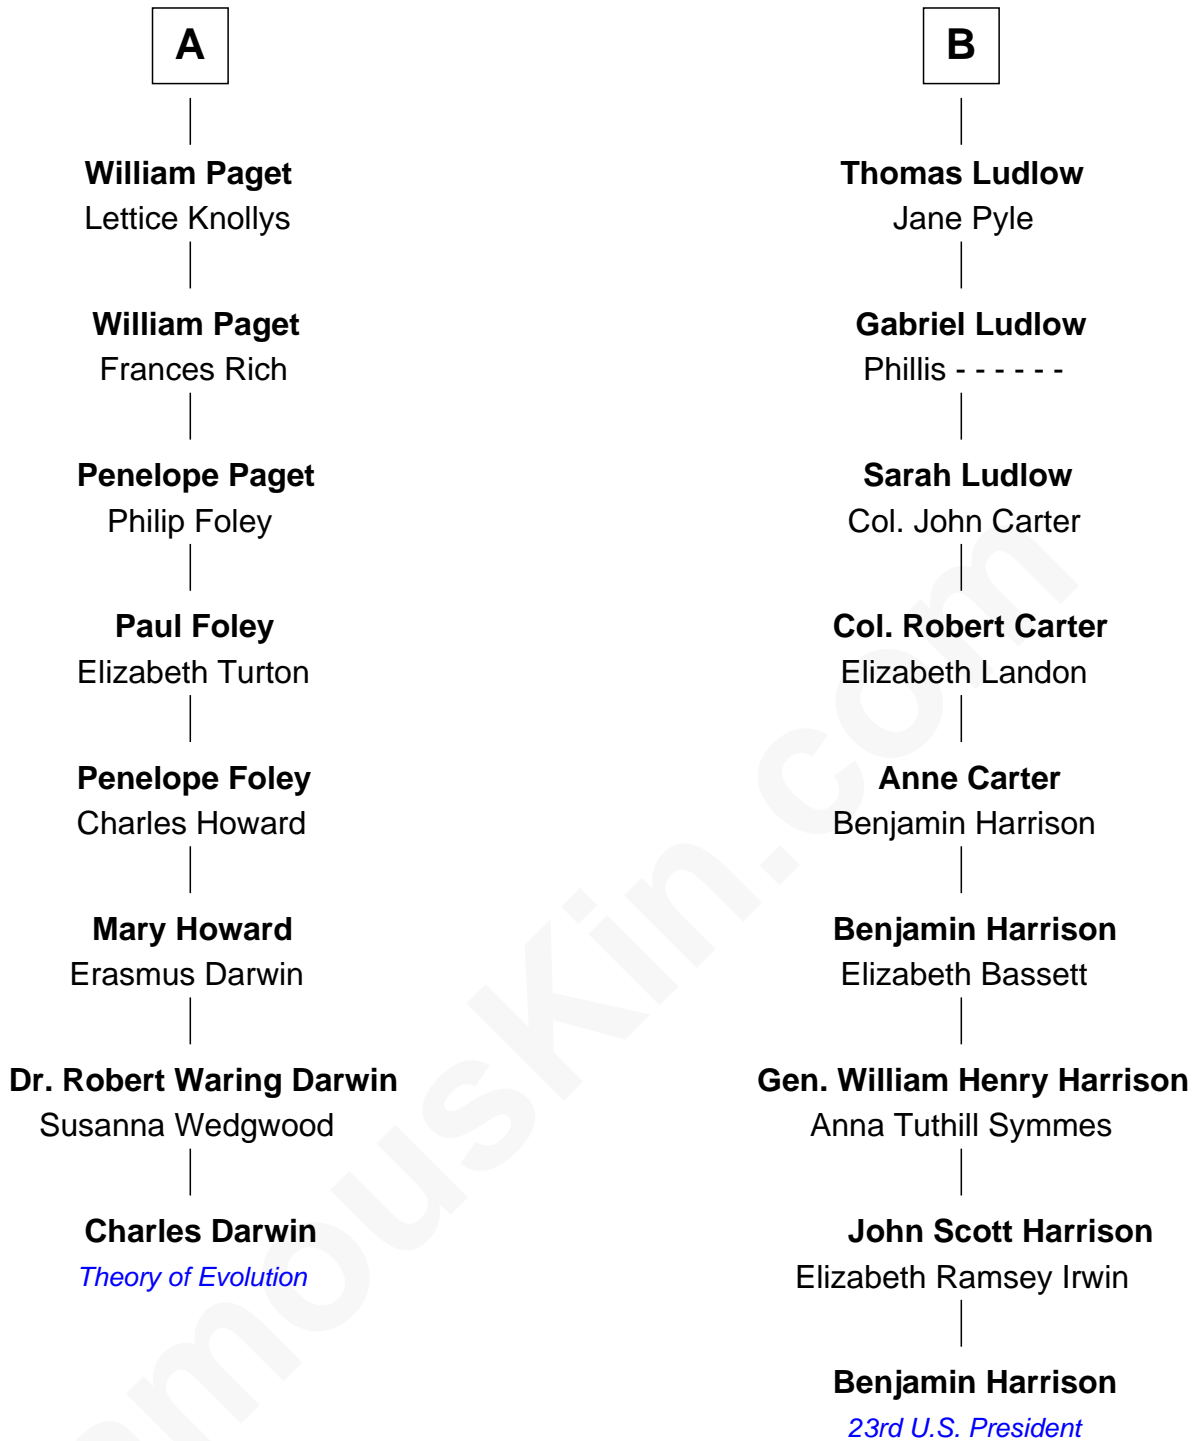 A
William Paget
Lettice Knollys
William Paget
Frances Rich
Penelope Paget
Philip Foley
Paul Foley
Elizabeth Turton
Penelope Foley
Charles Howard
Mary Howard
Erasmus Darwin
Dr. Robert Waring Darwin
Susanna Wedgwood
Charles Darwin
Theory of Evolution
B
Thomas Ludlow
Jane Pyle
Gabriel Ludlow
Phillis - - - - - -
Sarah Ludlow
Col. John Carter
Col. Robert Carter
Elizabeth Landon
Anne Carter
Benjamin Harrison
Benjamin Harrison
Elizabeth Bassett
Gen. William Henry Harrison
Anna Tuthill Symmes
John Scott Harrison
Elizabeth Ramsey Irwin
Benjamin Harrison
23rd U.S. President
amousKin.com